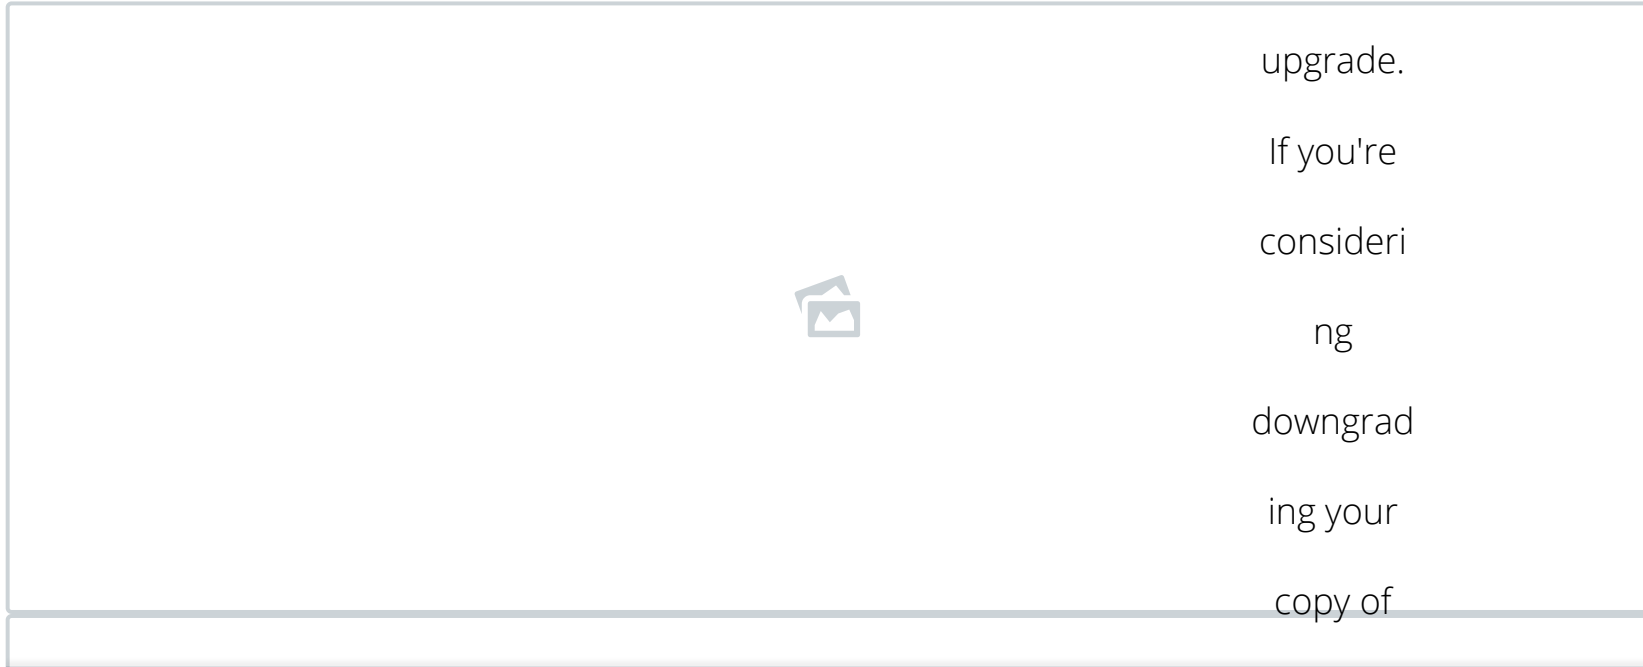 upgrade.
If you're
consideri
ng
downgrad
ing your
copy of